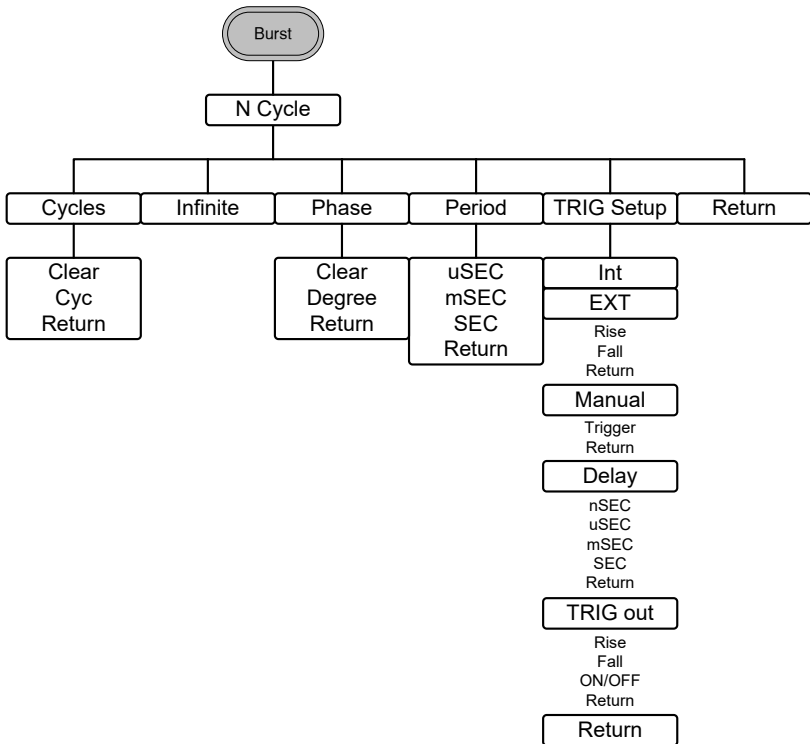 Burst
N Cycle
Cycles
Infinite
Phase
Period
TRIG Setup
Return
Clear
Cyc
Return
Clear
Degree
Return
uSEC
mSEC
SEC
Return
Int
EXT
Rise
Fall
Return
Manual
Trigger
Return
Delay
nSEC
uSEC
mSEC
SEC
Return
TRIG out
Rise
Fall
ON/OFF
Return
Return